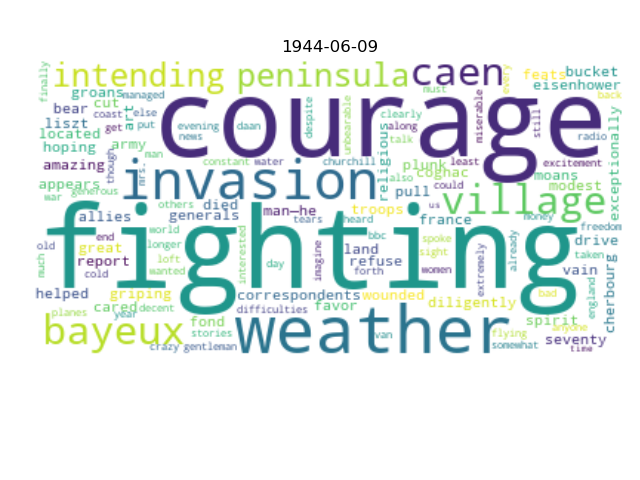 1944-06-09
finally
intending
peninsula
caen
every
feats
bucket
eisenhower
groans
managed
cut
art
bear
coast
else
back
liszt
get
put
evening
news
daan
despite
unbearable
clearly
along
talk
must
miserable
still
radio
located
army
hoping
courage
man
though
mrs.
constant
water
churchill
religious
plunk
least
excitement
exceptionally
amazing
cognac
moans
also
taken
appears
generous
war
invasion
could
pull
modest
village
others
died
man—he
troops
us
money
freedom
allies
generals
tears
heard
france
old
end
world
bbc
spoke
already
drive
great
longer
interested
land
sight
much
report
loft
day
imagine
refuse
vain
cold
wanted
forth
women
extremely
cherbourg
fighting
helped
griping
correspondents
wounded
bad
england
cared
decent
difficulties
favor
diligently
planes
year
fond
spirit
anyone
bayeux
stories
weather
van
flying
seventy
crazy
gentleman
somewhat
time